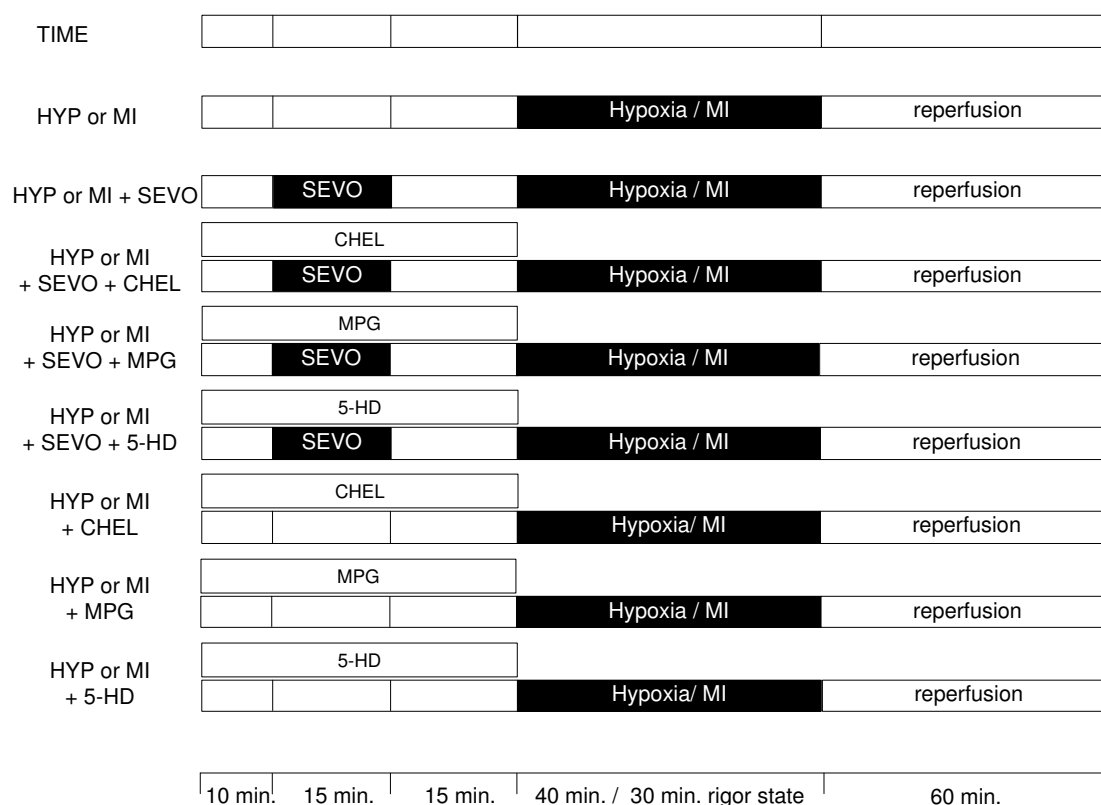 TIME
HYP or MI
Hypoxia / MI
reperfusion
HYP or MI + SEVO
SEVO
Hypoxia / MI
reperfusion
CHEL
HYP or MI
+ SEVO + CHEL
SEVO
Hypoxia / MI
reperfusion
MPG
HYP or MI
+ SEVO + MPG
SEVO
Hypoxia / MI
reperfusion
5-HD
HYP or MI
+ SEVO + 5-HD
SEVO
Hypoxia / MI
reperfusion
CHEL
HYP or MI
+ CHEL
Hypoxia/ MI
reperfusion
MPG
HYP or MI
+ MPG
Hypoxia / MI
reperfusion
5-HD
HYP or MI
+ 5-HD
Hypoxia/ MI
reperfusion
10 min. 15 min. 15 min. 40 min. / 30 min. rigor state 60 min.